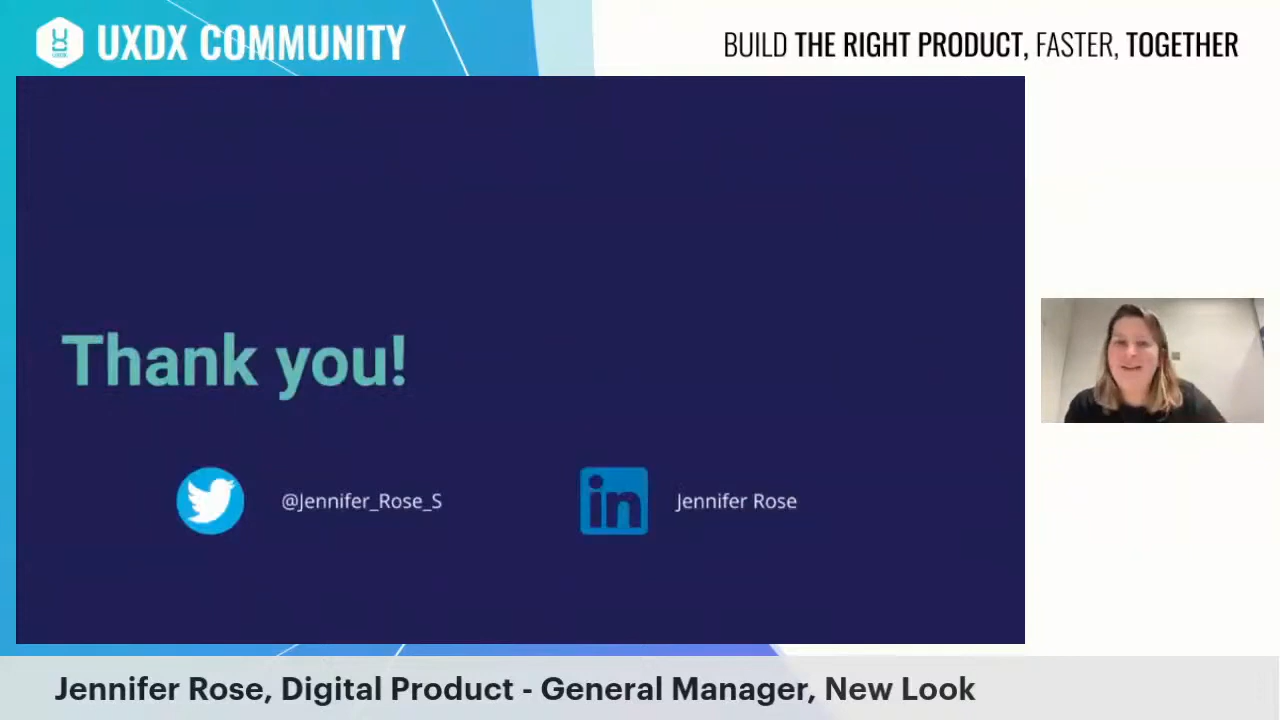 UXDX COMMUNITY
BUILD THE RIGHT PRODUCT, FASTER, TOGETHER
Thank you!
@Jennifer_Rose_S
in Jennifer Rose
Jennifer Rose, Digital Product - General Manager, New Look